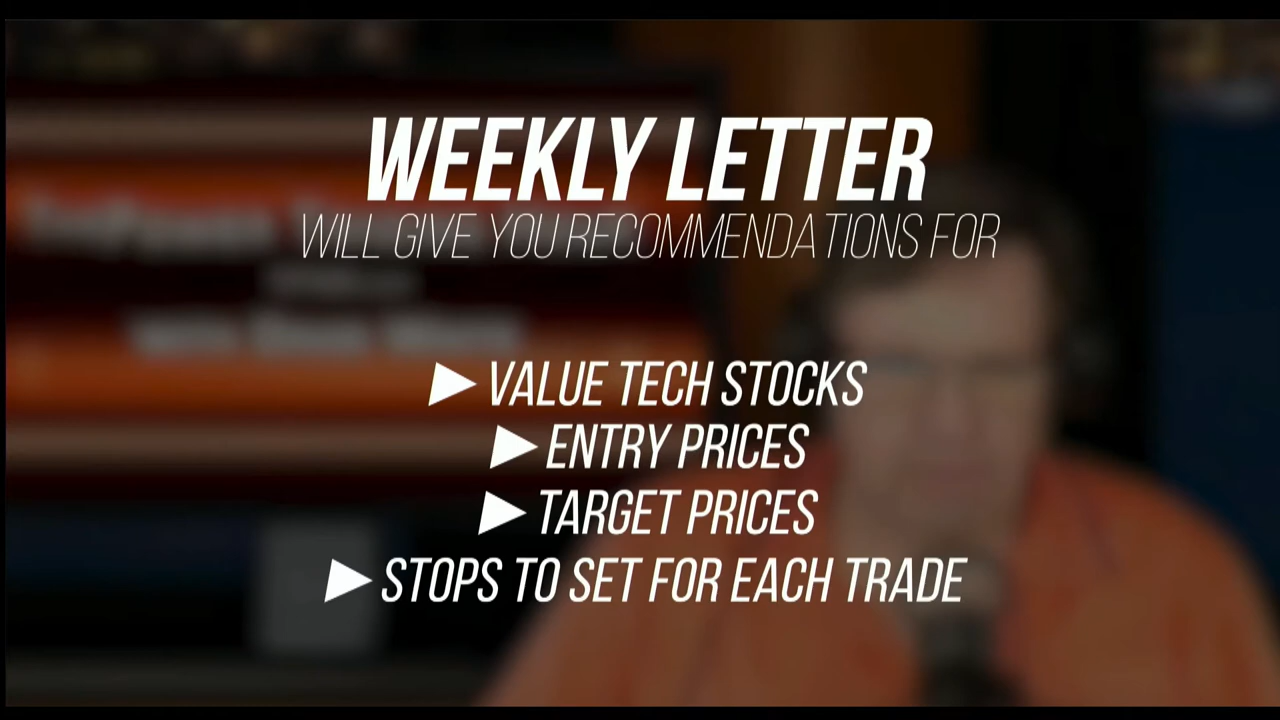 WEEKLY LETTER
WILL GIVE YOU RECOMMENDATIONS FOR
▶ VALUE TECH STOCKS
▶ ENTRY PRICES
▶ TARGET PRICES
▶ STOPS TO SET FOR EACH TRADE